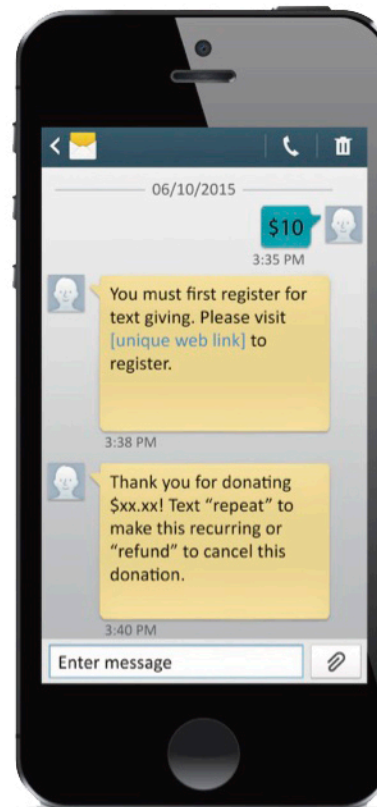 06/10/2015
$10
3:35 PM
You must first register for
text giving. Please visit
[unique web link] to
register.
3:38 PM
Thank you for donating
$xx.xx! Text “repeat” to
make this recurring or
“refund” to cancel this
donation.
3:40 PM
Enter message